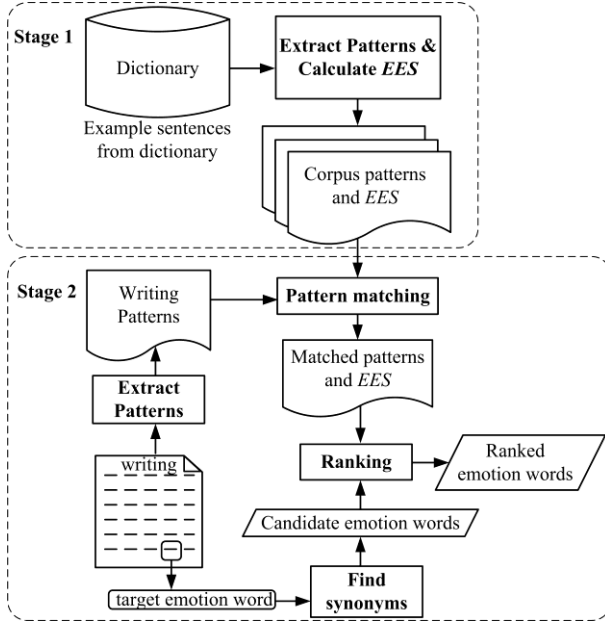 Stage 1
Dictionary
Example sentences
from dictionary
Extract Patterns &
Calculate EES
Corpus patterns
and EES
Stage 2
Writing
Patterns
Pattern matching
Extract
Patterns
Matched patterns
and EES
writing
Ranking
Ranked
emotion words
Candidate emotion words
target emotion word
Find
synonyms